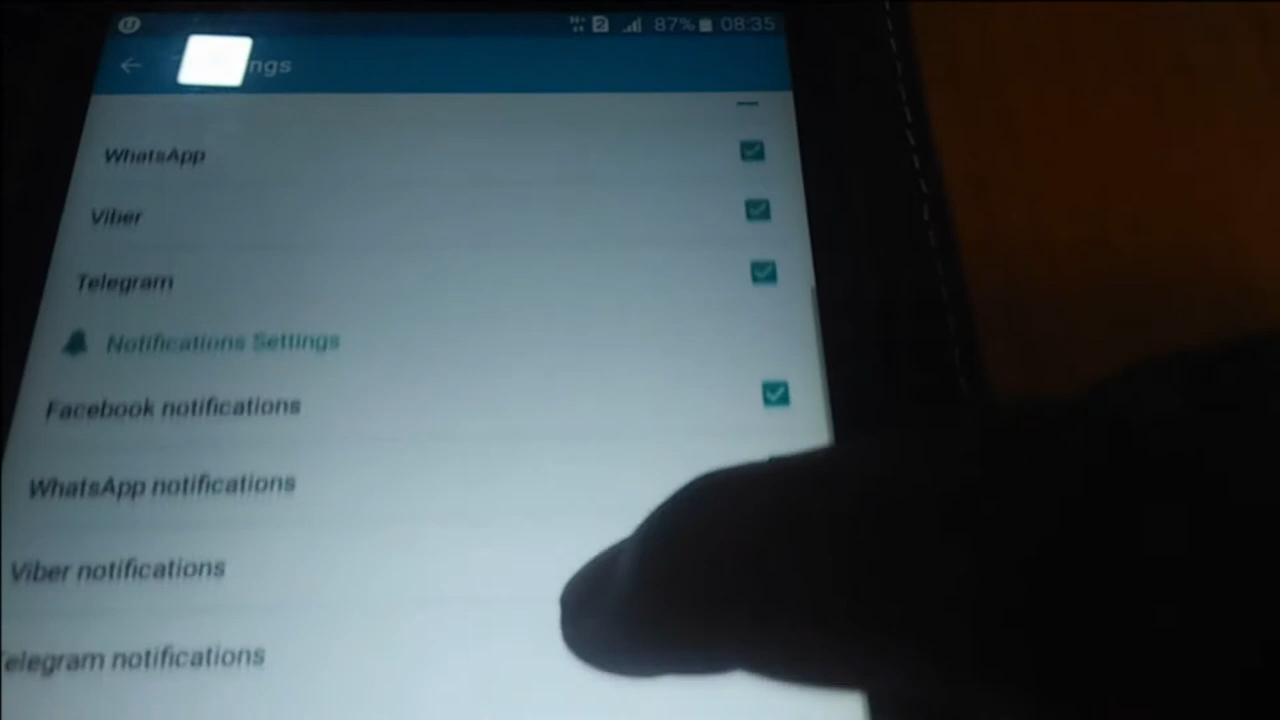 87% 08:35
ngs
WhatsApp
Viber
Telegram
Notifications Settings
Facebook notifications
WhatsApp notifications
Viber notifications
elegram notifications